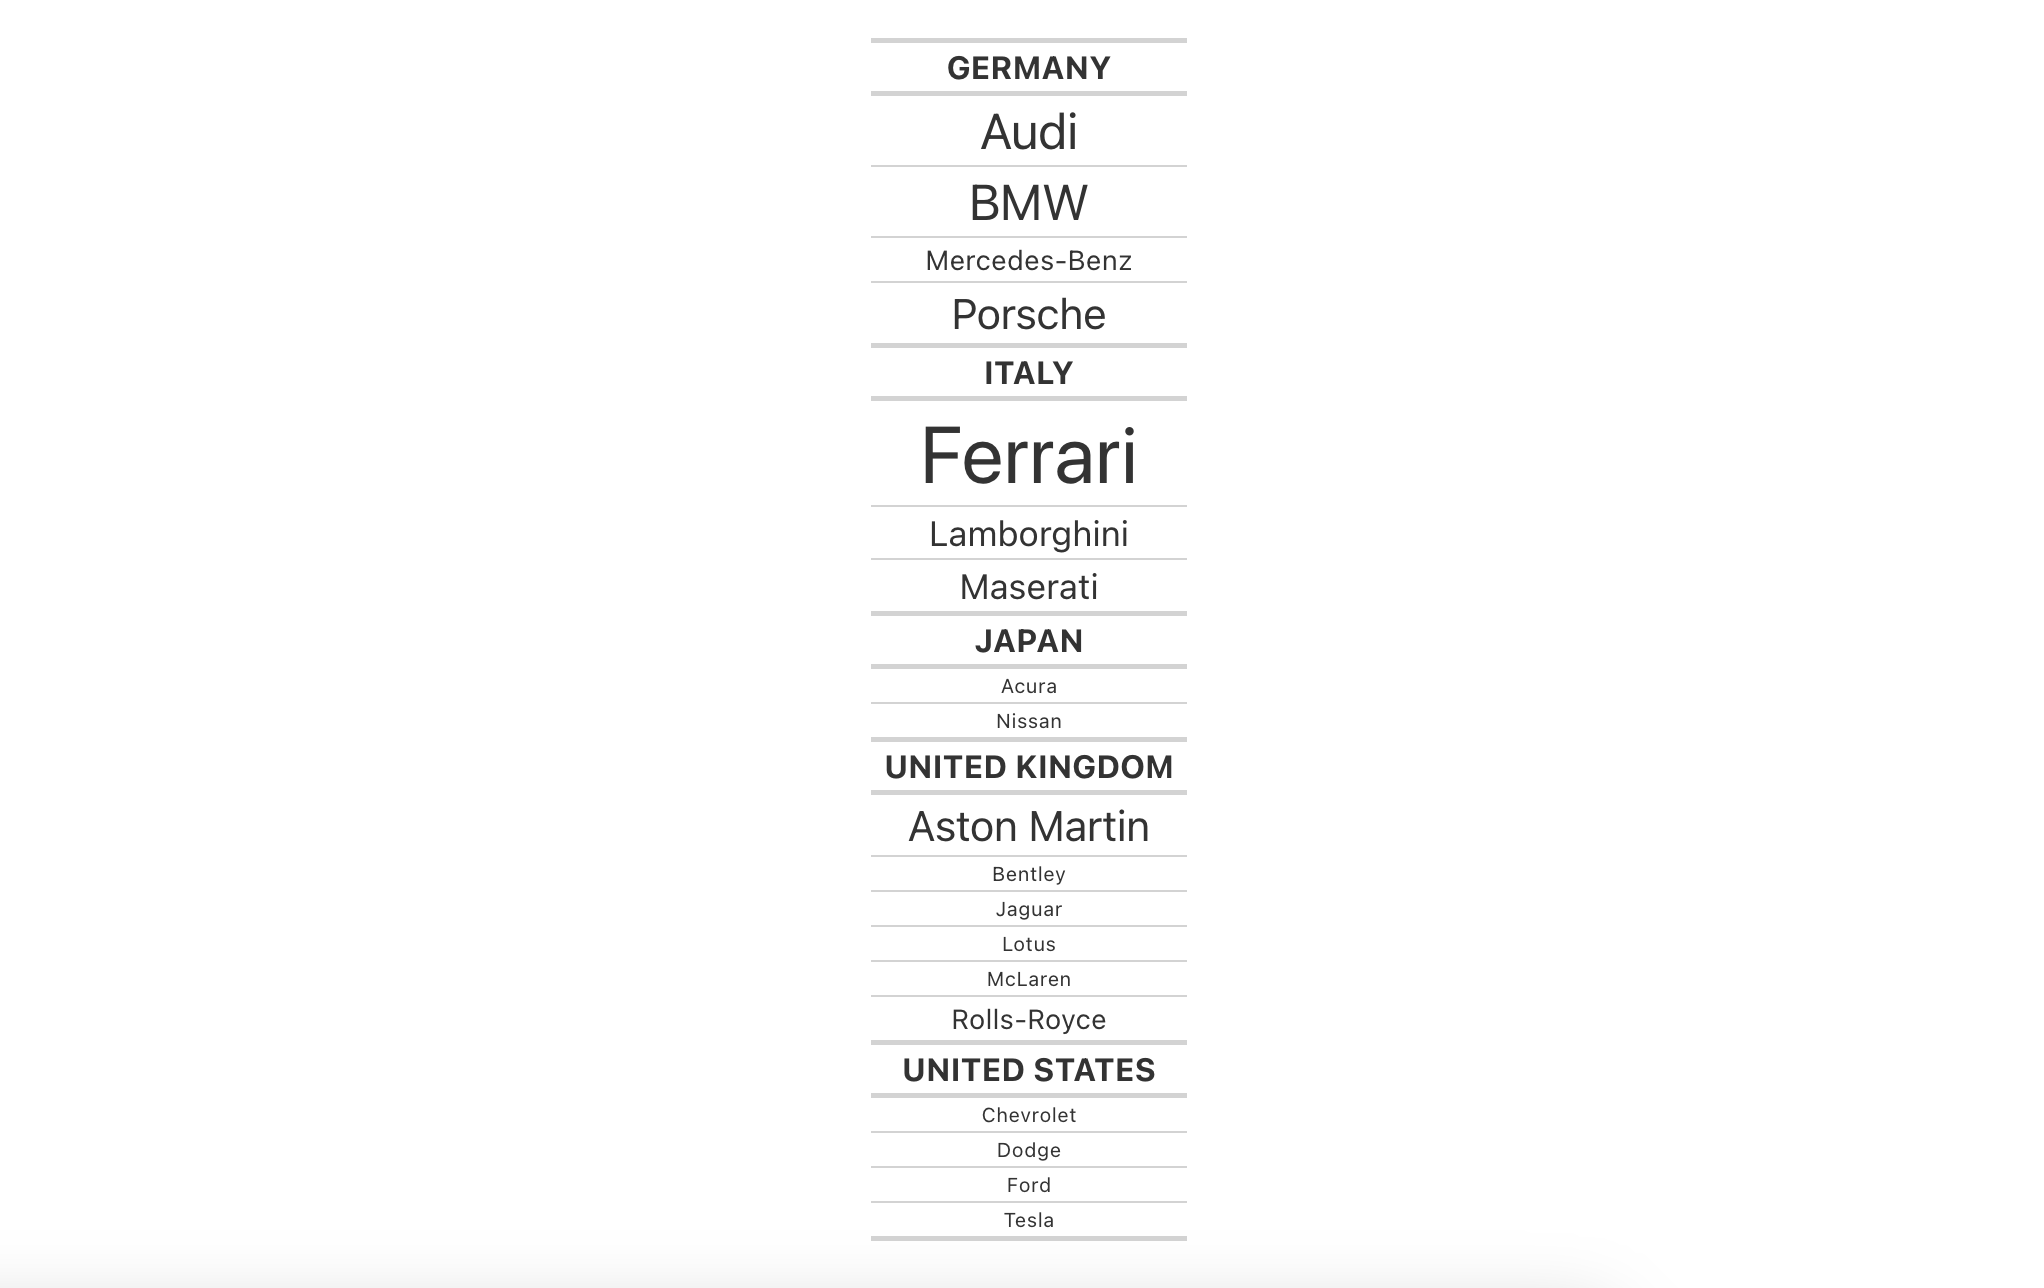 GERMANY
Audi
BMW
Mercedes-Benz
Porsche
ITALY
Ferrari
Lamborghini
Maserati
JAPAN
Acura
Nissan
UNITED KINGDOM
Aston Martin
Bentley
Jaguar
Lotus
McLaren
Rolls-Royce
UNITED STATES
Chevrolet
Dodge
Ford
Tesla